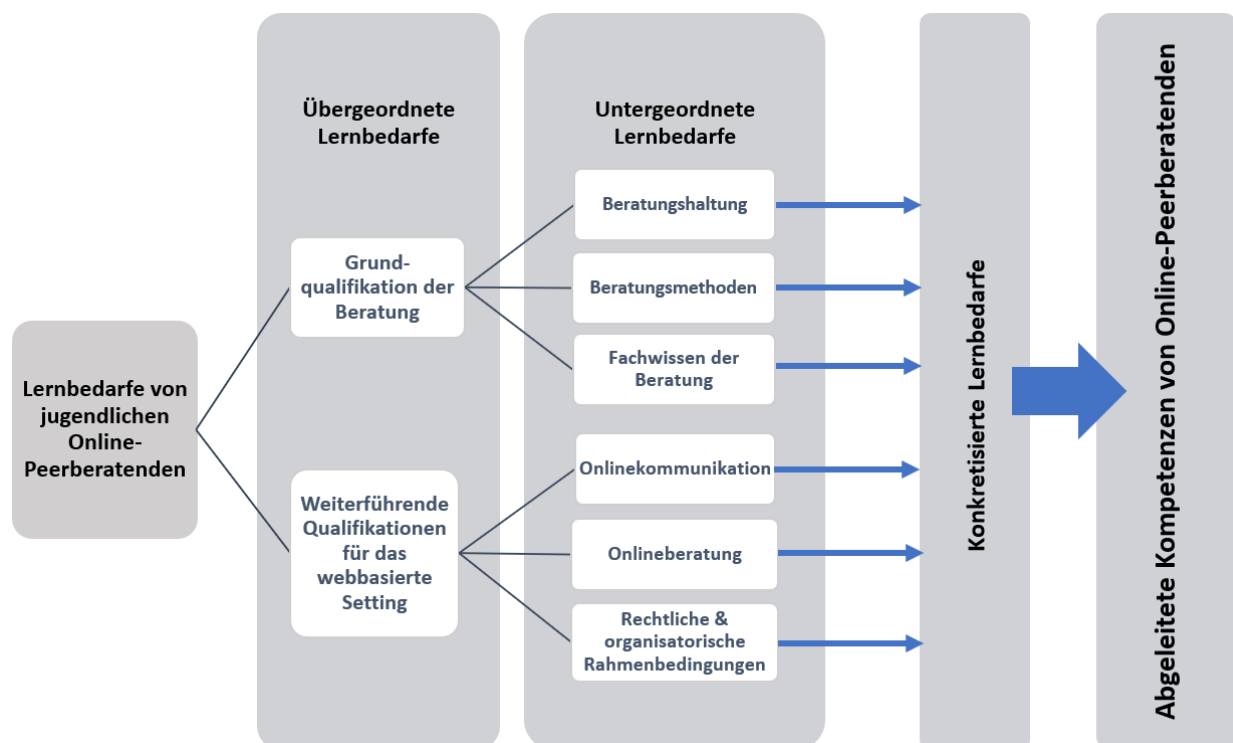 Lernbedarfe von
jugendlichen
Online-
Peerberatenden
Übergeordnete
Lernbedarfe
Grund-
qualifikation der
Beratung
Weiterführende
Qualifikationen
für das
webbasierte
Setting
Untergeordnete
Lernbedarfe
Beratungshaltung
Beratungsmethoden
Fachwissen der
Beratung
Onlinekommunikation
Onlineberatung
Rechtliche &
organisatorische
Rahmenbedingungen
Konkretisierte Lernbedarfe
Abgeleitete Kompetenzen von Online-Peerberatenden